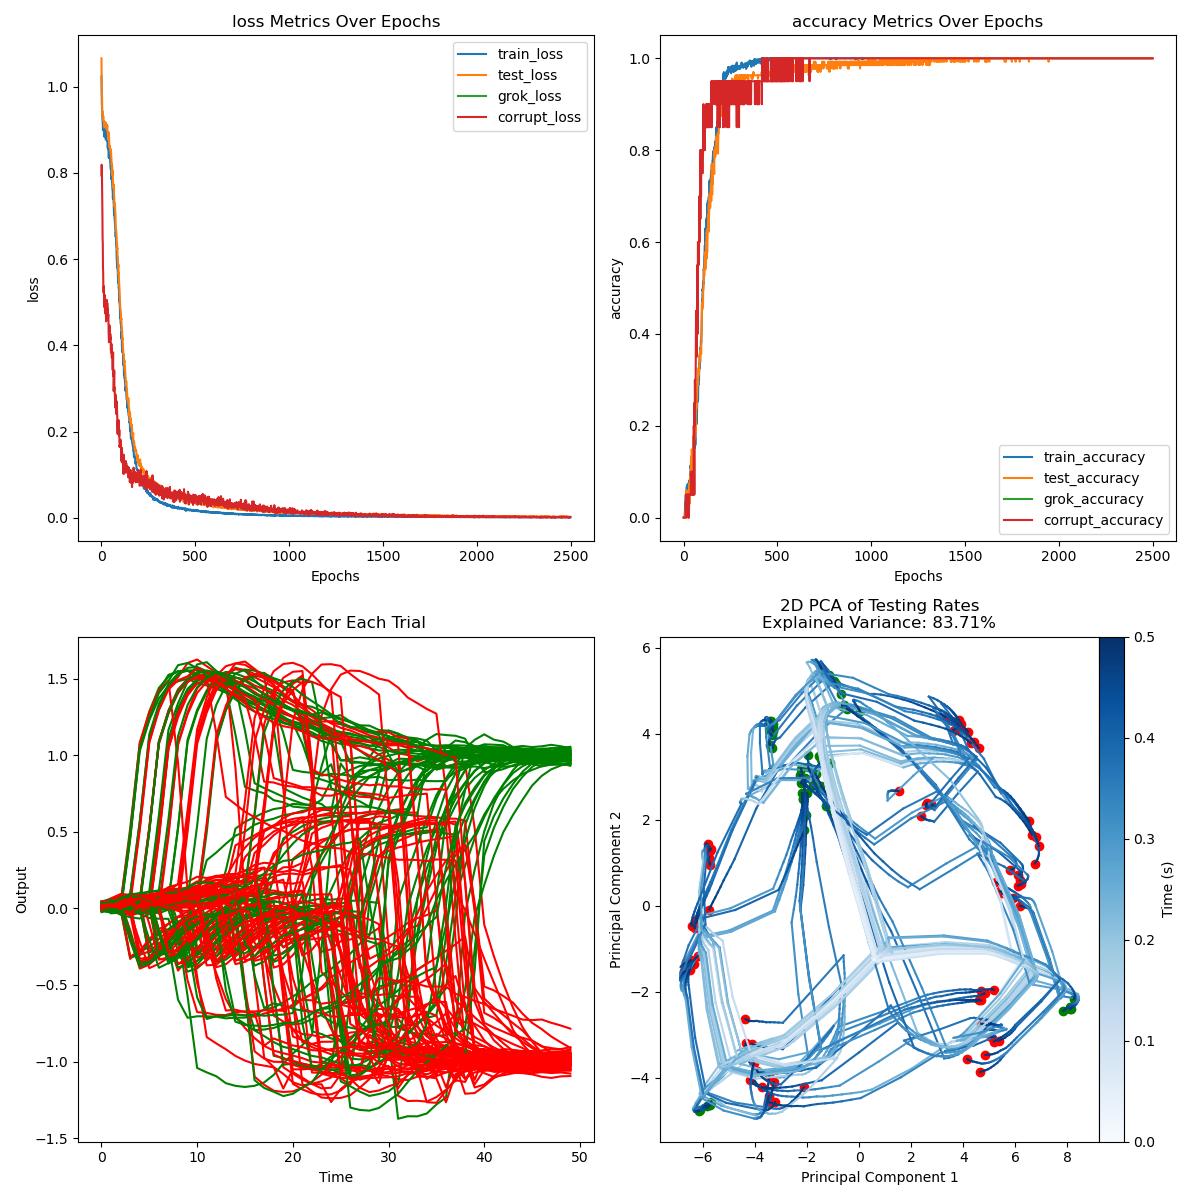 loss Metrics Over Epochs
loss
1.0
0.8
0.6
0.4
0.2
0.0
train_loss
test_loss
grok_loss
corrupt_loss
0 500 1000 1500 2000 2500
Epochs
accuracy Metrics Over Epochs
accuracy
1.0
0.8
0.6
0.4
0.2
0.0
train_accuracy
test_accuracy
grok_accuracy
corrupt_accuracy
0 500 1000 1500 2000 2500
Epochs
Outputs for Each Trial
Output
1.5
1.0
0.5
0.0
−0.5
−1.0
−1.5
0 10 20 30 40 50
Time
2D PCA of Testing Rates
Explained Variance: 83.71%
Principal Component 2
6
4
2
0
−2
−4
−6 −4 −2 0 2 4 6 8
Principal Component 1
0.5
0.4
0.3
0.2
0.1
0.0
Time (s)